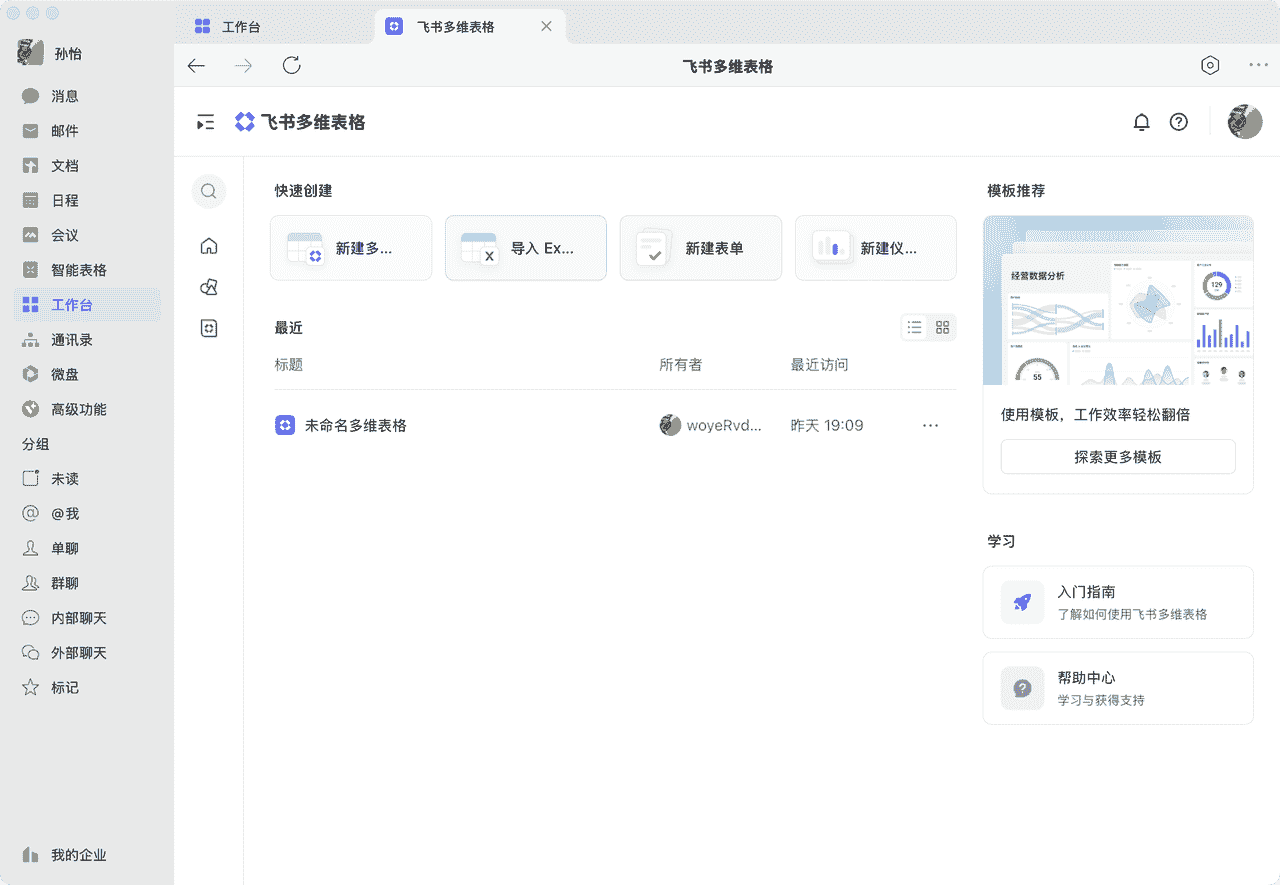 工作台
飞书多维表格
孙怡
飞书多维表格
消息
邮件
文档
日程
会议
智能表格
工作台
通讯录
微盘
高级功能
分组
未读
@我
单聊
群聊
内部聊天
外部聊天
标记
我的企业
飞书多维表格
快速创建
新建多...
导入 Ex...
新建表单
新建仪...
最近
标题
所有者
最近访问
未命名多维表格
woyeRvd...
昨天 19:09
模板推荐
经营数据分析
129
55
使用模板，工作效率轻松翻倍
探索更多模板
学习
入门指南
了解如何使用飞书多维表格
帮助中心
学习与获得支持